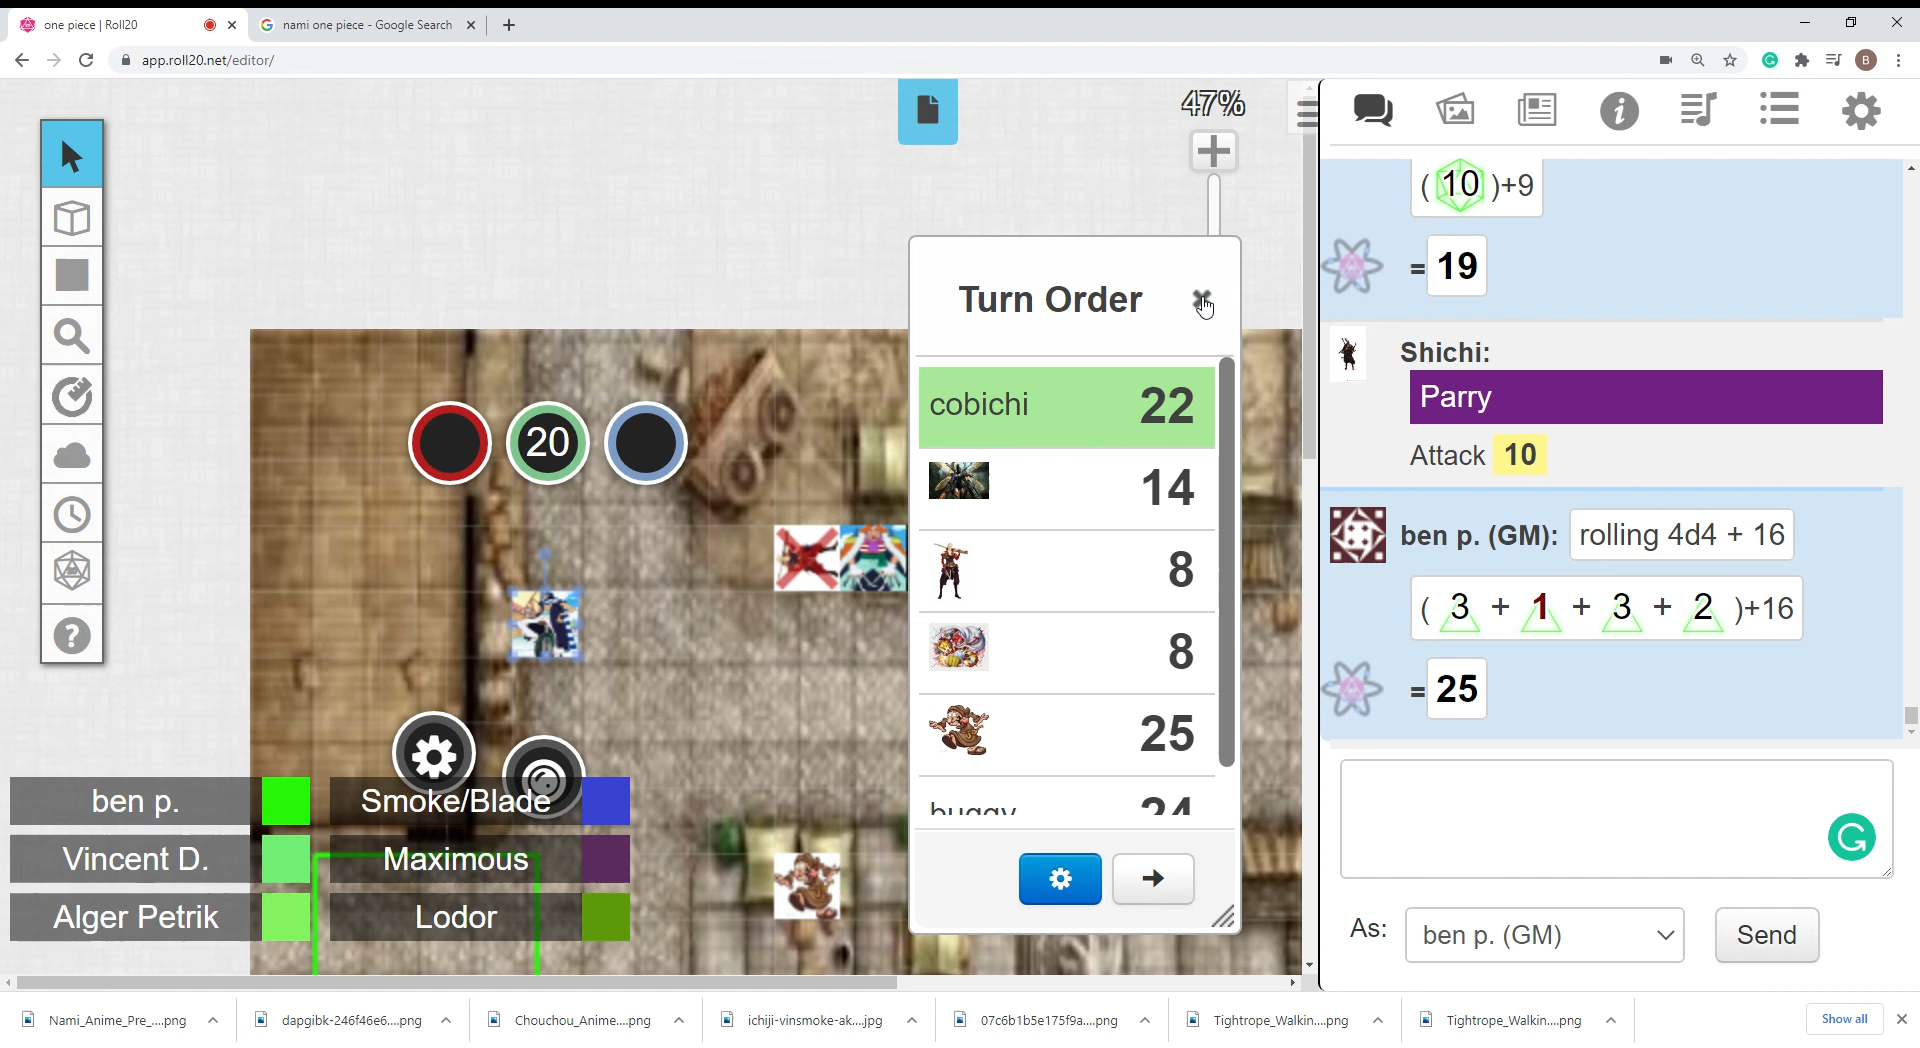 one piece | Roll20
nami one piece - Google Search
app.roll20.net/editor/
B
47%
Turn Order
cobichi 22
14
8
8
25
buggy 24
20
ben p.
Smoke/Blade
Vincent D.
Maximous
Alger Petrik
Lodor
( 10 )+9
= 19
Shichi:
Parry
Attack 10
ben p. (GM): rolling 4d4 + 16
( 3 + 1 + 3 + 2 )+16
= 25
As: ben p. (GM) Send
Nami_Anime_Pre_....png
dapgibk-246f46e6....png
Chouchou_Anime....png
ichiji-vinsmoke-ak....jpg
07c6b1b5e175f9a....png
Tightrope_Walkin....png
Tightrope_Walkin....png
Show all